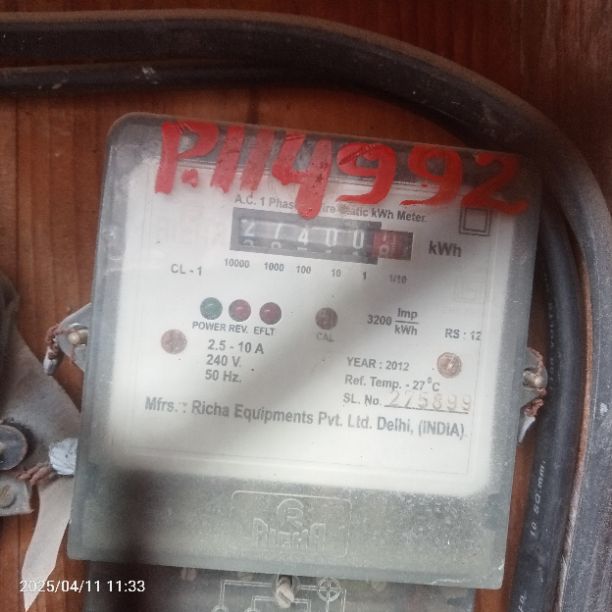 P.114992
A.C. 1 Phase Wire Static kWh Meter
27400
kWh
10000 1000 100 10 1 1/10
CL - 1
POWER REV. EFLT
CAL
3200 Imp/kWh
RS : 12
2.5 - 10 A
240 V.
50 Hz.
YEAR : 2012
Ref. Temp. - 27°C
SL. No. 275899
Mfrs. : Richa Equipments Pvt. Ltd. Delhi, (INDIA)
2025/04/11 11:33